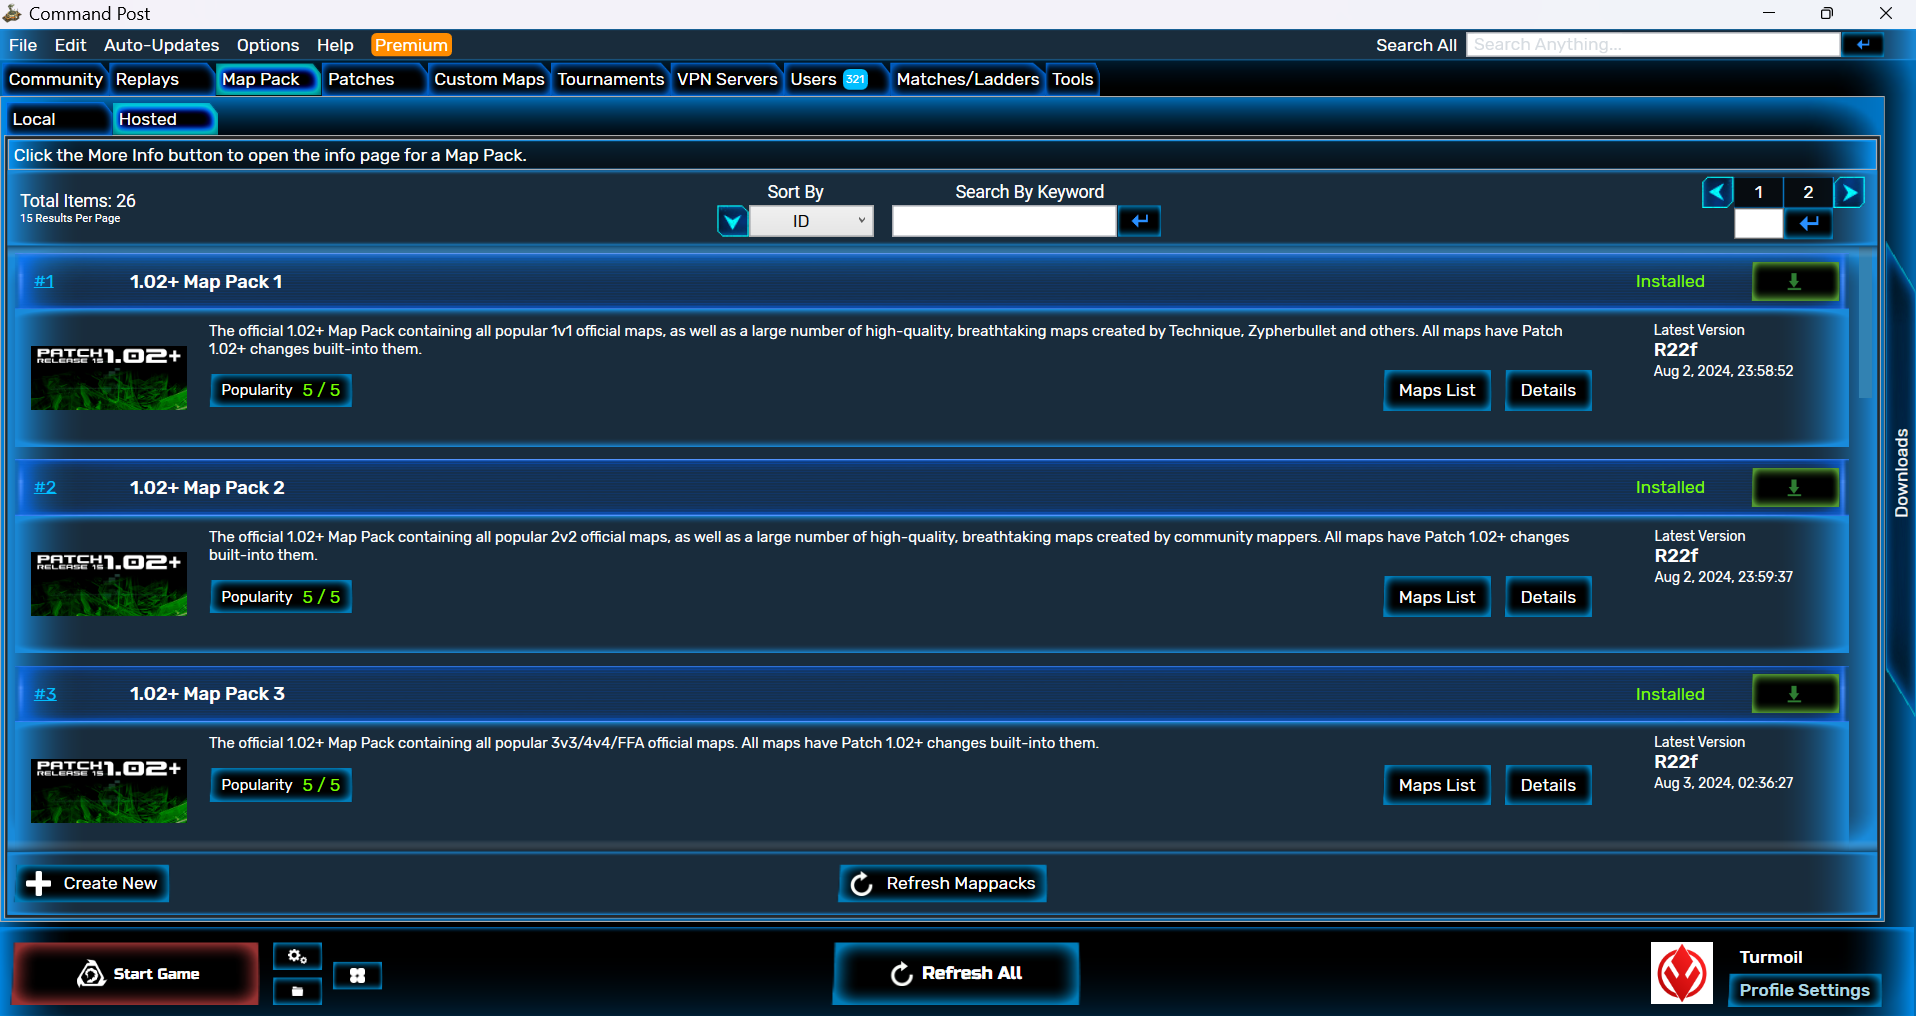 Command Post
File Edit Auto-Updates Options Help Premium
Search All Search Anything...
Community Replays Map Pack Patches Custom Maps Tournaments VPN Servers Users 321 Matches/Ladders Tools
Local Hosted
Click the More Info button to open the info page for a Map Pack.
Total Items: 26
15 Results Per Page
Sort By
ID
Search By Keyword
1 2
#1 1.02+ Map Pack 1 Installed
The official 1.02+ Map Pack containing all popular 1v1 official maps, as well as a large number of high-quality, breathtaking maps created by Technique, Zypherbullet and others. All maps have Patch
1.02+ changes built-into them.
PATCH 1.02+
RELEASE 15
Popularity 5 / 5
Maps List Details
Latest Version
R22f
Aug 2, 2024, 23:58:52
#2 1.02+ Map Pack 2 Installed
The official 1.02+ Map Pack containing all popular 2v2 official maps, as well as a large number of high-quality, breathtaking maps created by community mappers. All maps have Patch 1.02+ changes
built-into them.
PATCH 1.02+
RELEASE 15
Popularity 5 / 5
Maps List Details
Latest Version
R22f
Aug 2, 2024, 23:59:37
#3 1.02+ Map Pack 3 Installed
The official 1.02+ Map Pack containing all popular 3v3/4v4/FFA official maps. All maps have Patch 1.02+ changes built-into them.
PATCH 1.02+
RELEASE 15
Popularity 5 / 5
Maps List Details
Latest Version
R22f
Aug 3, 2024, 02:36:27
Downloads
Create New
Refresh Mappacks
Start Game
Refresh All
Turmoil
Profile Settings